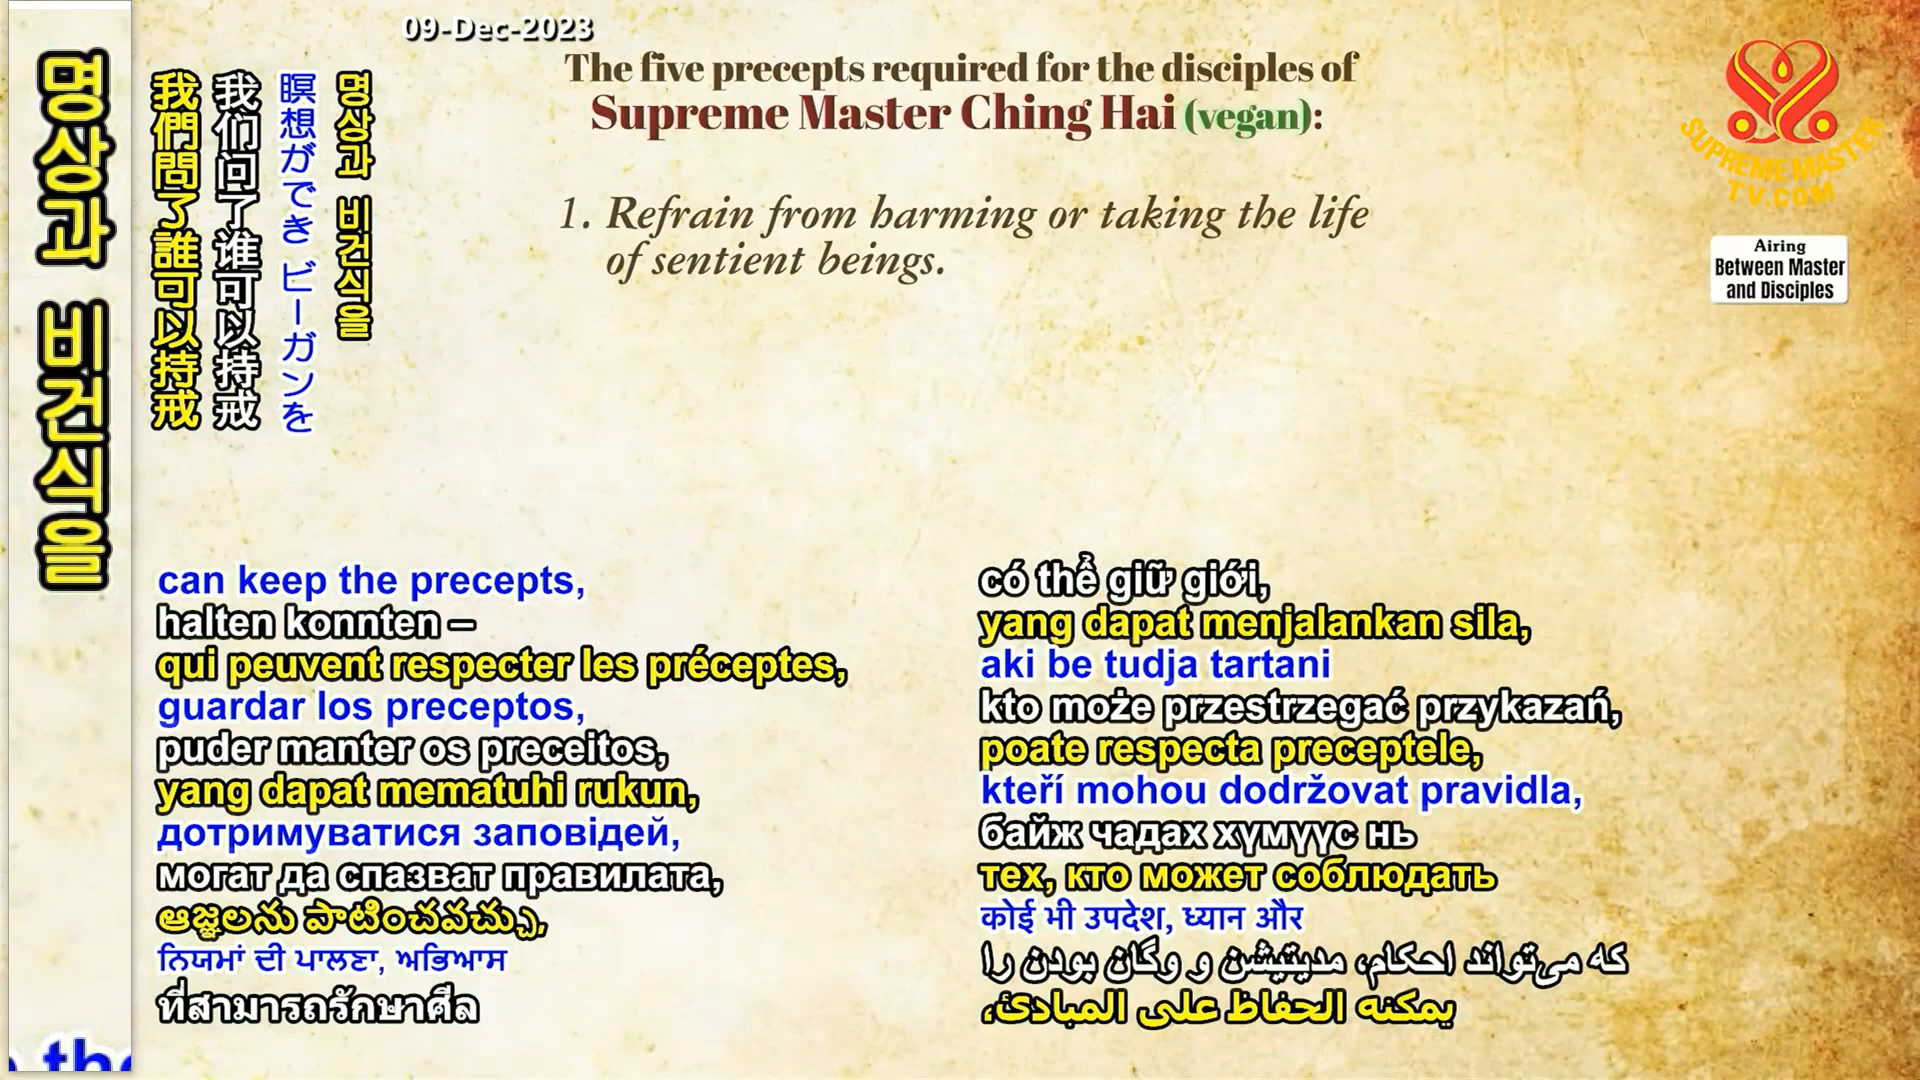 명상과 비건식을
我們問了誰可以持戒
我们问了谁可以持戒
瞑想ができ ビーガンを
명상과 비건식을
09-Dec-2023
The five precepts required for the disciples of
Supreme Master Ching Hai (vegan):
1. Refrain from harming or taking the life
of sentient beings.
SUPREME MASTER
TV.COM
Airing
Between Master
and Disciples
can keep the precepts,
halten konnten –
qui peuvent respecter les préceptes,
guardar los preceptos,
puder manter os preceitos,
yang dapat mematuhi rukun,
дотримуватися заповідей,
могат да спазват правилата,
ఆజ్ఞలను పాటించవచ్చు,
ਨਿਯਮਾਂ ਦੀ ਪਾਲਣਾ, ਅਭਿਆਸ
ที่สามารถรักษาศีล
có thể giữ giới,
yang dapat menjalankan sila,
aki be tudja tartani
kto może przestrzegać przykazań,
poate respecta preceptele,
kteří mohou dodržovat pravidla,
байж чадах хүмүүс нь
тех, кто может соблюдать
कोई भी उपदेश, ध्यान और
که می‌تواند احکام، مدیتیشن و وگان بودن را
يمكنه الحفاظ على المبادئ،
the